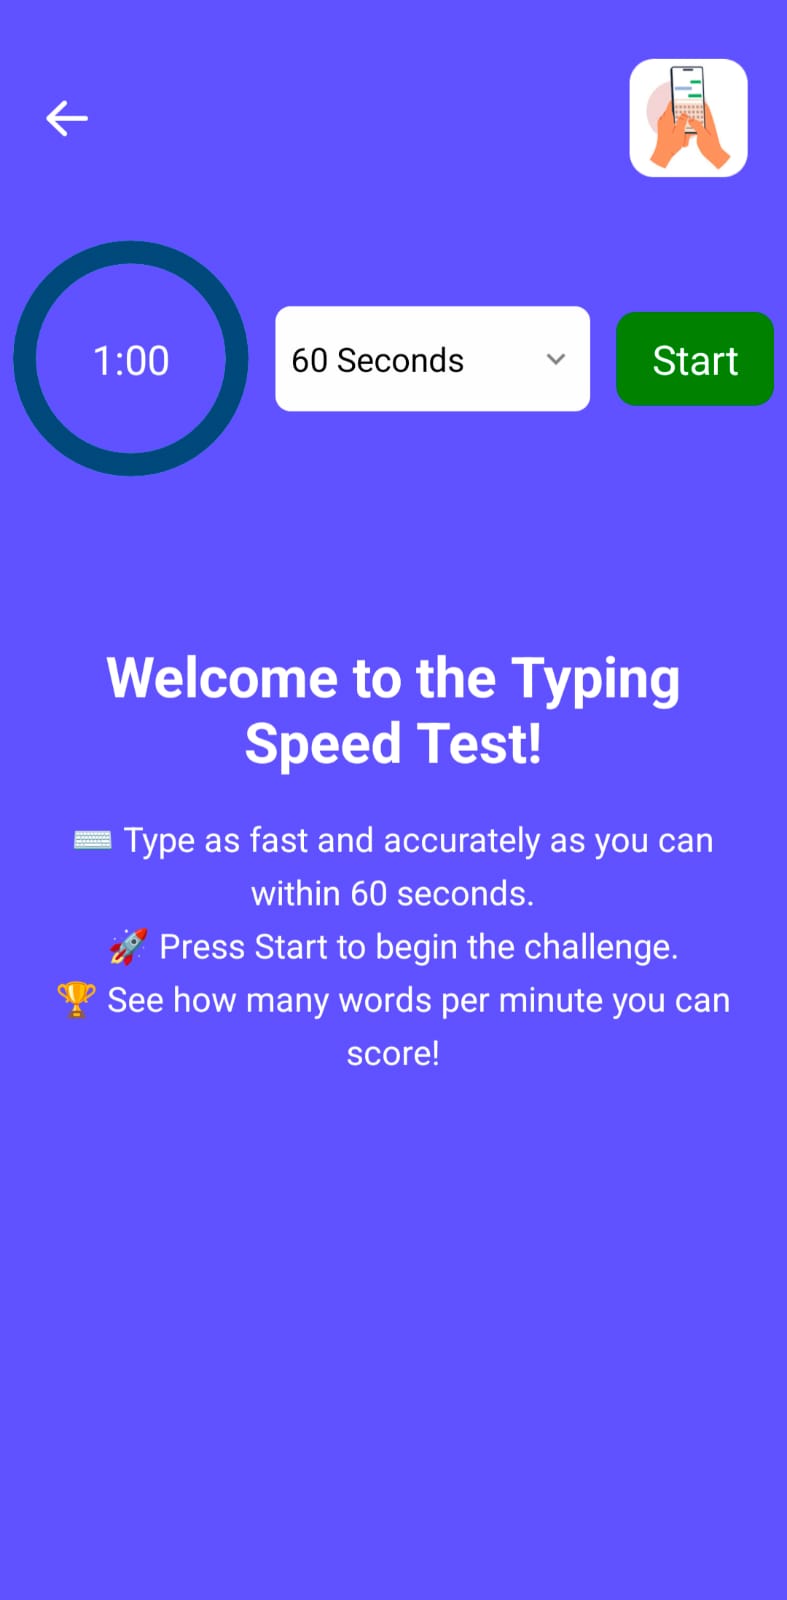 1:00
60 Seconds
Start
Welcome to the Typing
Speed Test!
⌨️ Type as fast and accurately as you can
within 60 seconds.
🚀 Press Start to begin the challenge.
🏆 See how many words per minute you can
score!